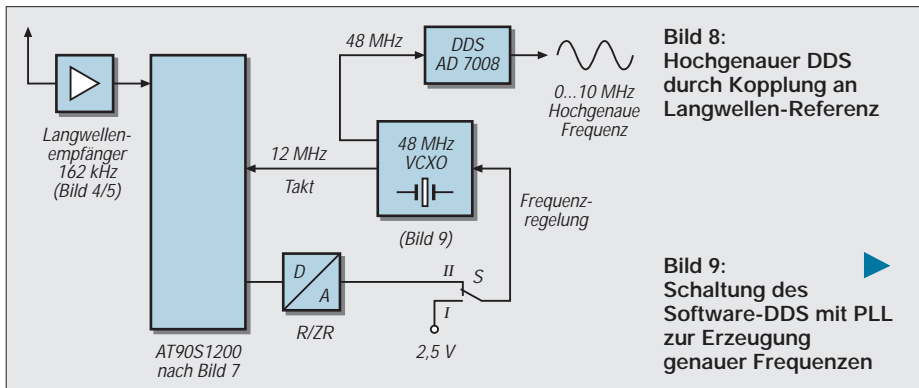 48 MHz
DDS
AD 7008
0...10 MHz
Hochgenaue
Frequenz
Langwellen-
empfänger
162 kHz
(Bild 4/5)
12 MHz
Takt
48 MHz
VCXO
(Bild 9)
Frequenz-
regelung
D
A
R/ZR
II
S
I
2,5 V
AT90S1200
nach Bild 7
Bild 8:
Hochgenauer DDS
durch Kopplung an
Langwellen-Referenz
Bild 9:
Schaltung des
Software-DDS mit PLL
zur Erzeugung
genauer Frequenzen